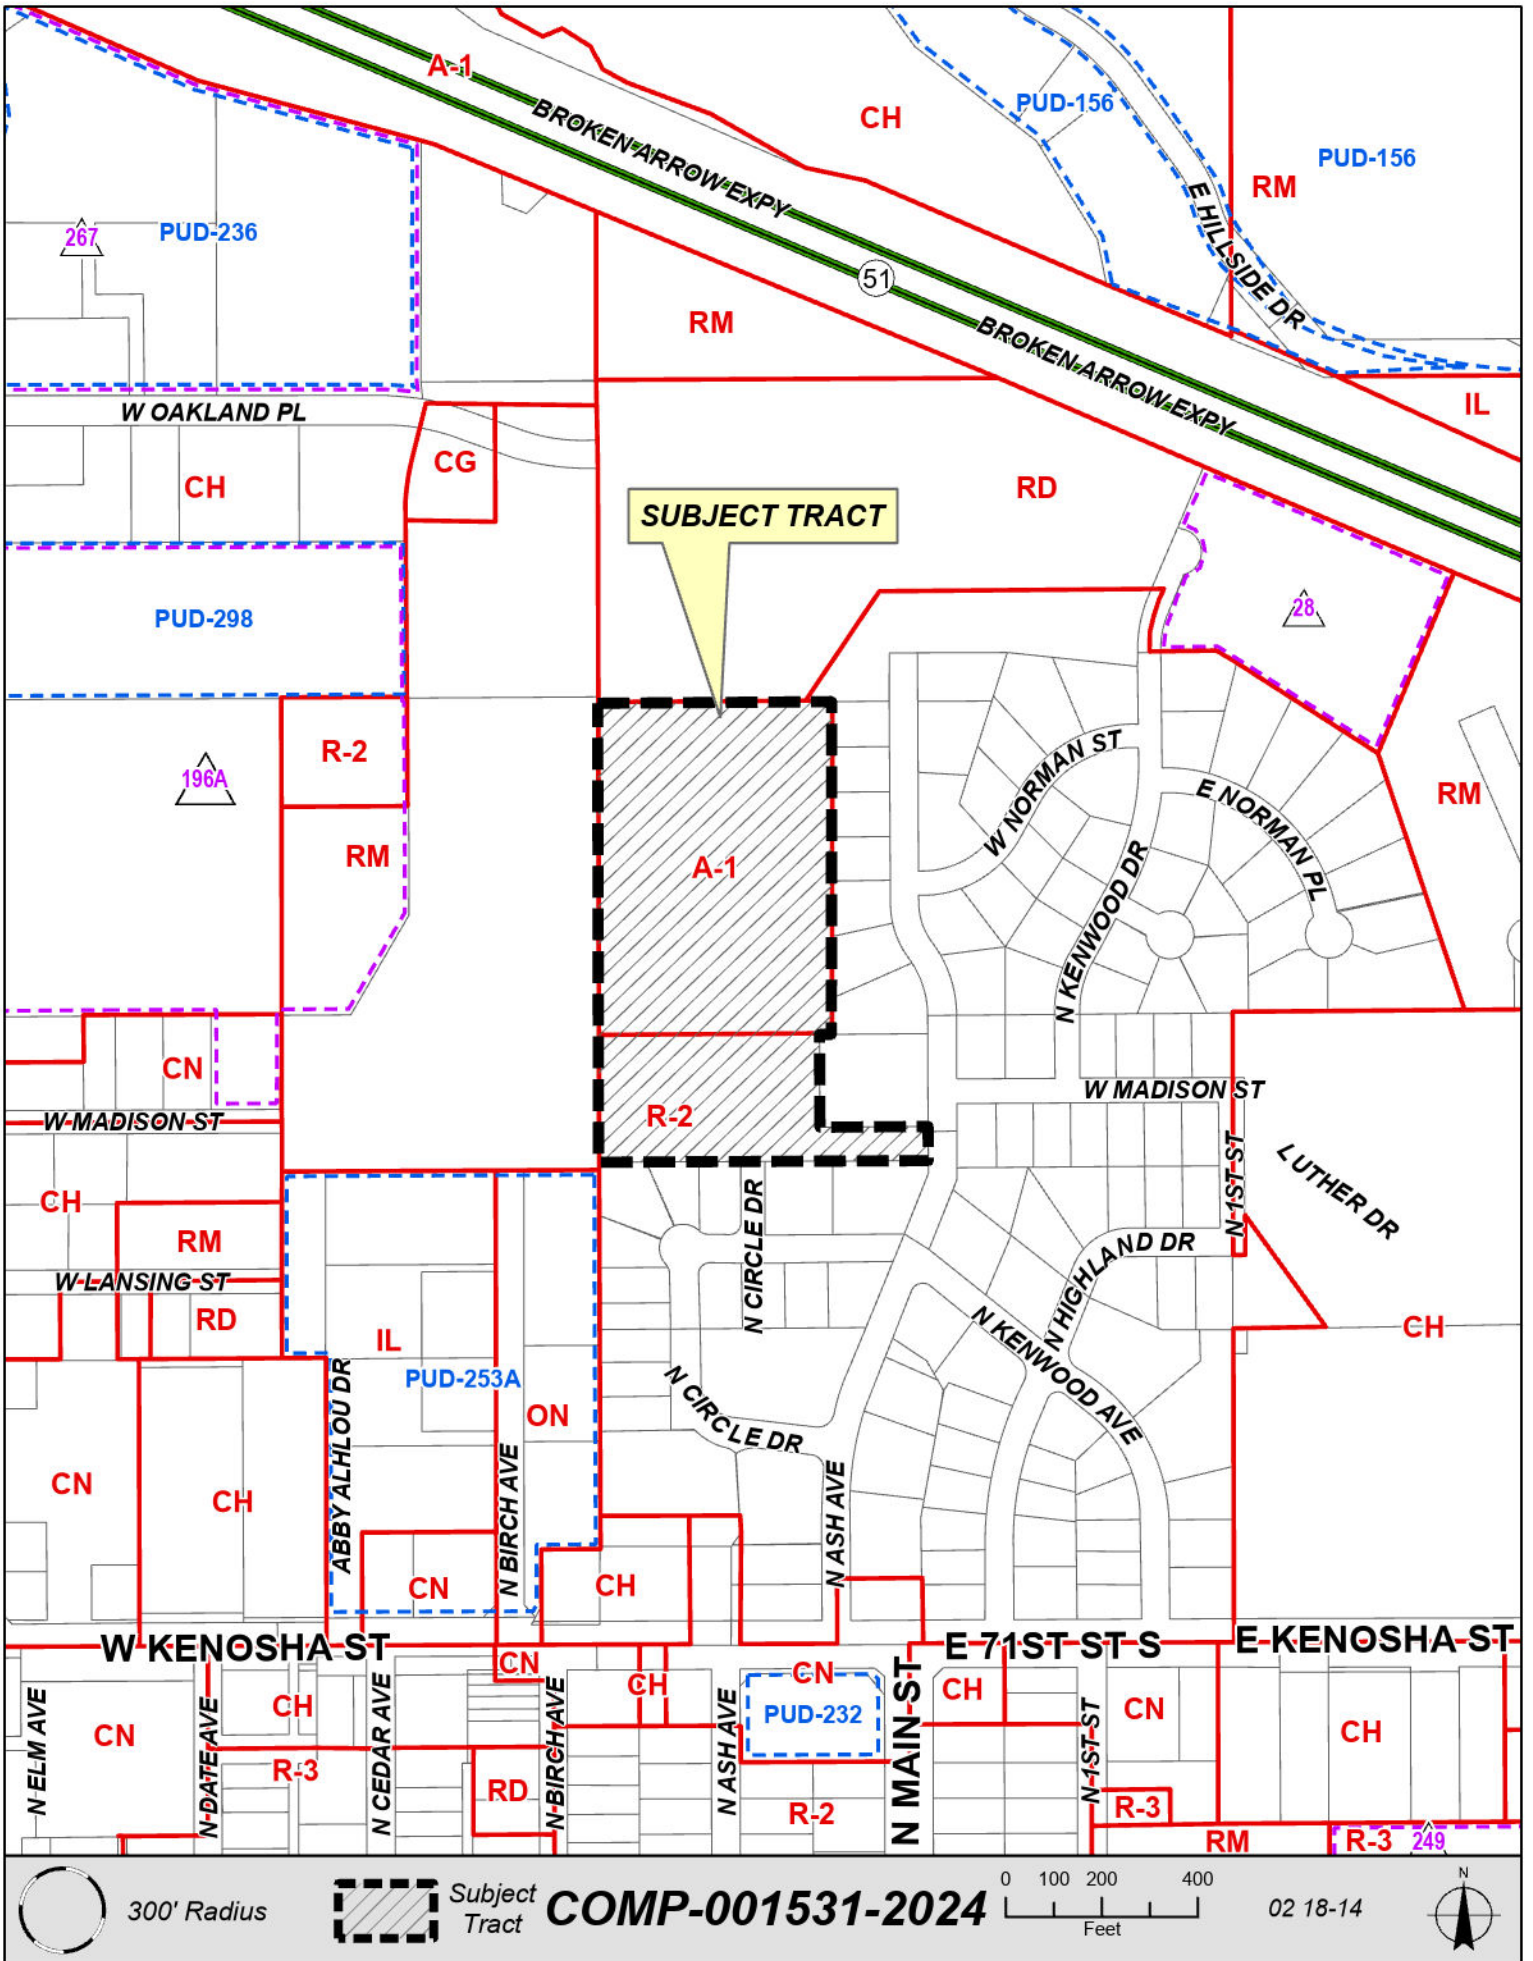 A-1
BROKEN ARROW EXPY
CH
PUD-156
PUD-156
RM
E HILLSIDE DR
267
PUD-236
51
RM
BROKEN ARROW EXPY
IL
W OAKLAND PL
CG
CH
RD
SUBJECT TRACT
28
PUD-298
R-2
196A
W NORMAN ST
E NORMAN PL
RM
RM
A-1
N KENWOOD DR
CN
W MADISON ST
W MADISON ST
R-2
N 1ST ST
LUTHER DR
CH
RM
N CIRCLE DR
N HIGHLAND DR
W LANSING ST
RD
IL
N KENWOOD AVE
CH
PUD-253A
ABBY ALHLOU DR
ON
N CIRCLE DR
CN
CH
N BIRCH AVE
N ASH AVE
CN
CH
W KENOSHA ST
E 71ST ST S
E KENOSHA ST
CN
CN
CH
CH
CH
PUD-232
N MAIN ST
CN
CH
N ELM AVE
CN
N DATE AVE
N CEDAR AVE
N BIRCH AVE
N ASH AVE
N 1ST ST
R-3
RD
R-2
R-3
RM
R-3
249
300' Radius
Subject
Tract
COMP-001531-2024
0 100 200 400
Feet
02 18-14
N